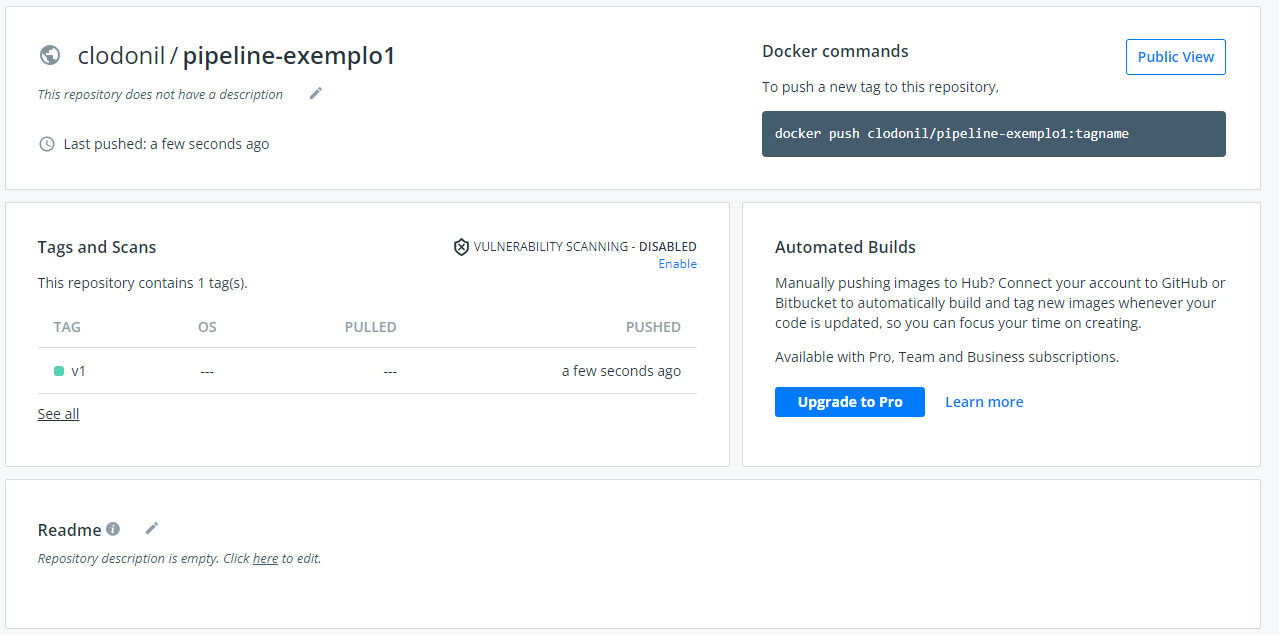 clodonil / pipeline-exemplo1
This repository does not have a description
Last pushed: a few seconds ago
Docker commands
Public View
To push a new tag to this repository,
docker push clodonil/pipeline-exemplo1:tagname
Tags and Scans
VULNERABILITY SCANNING - DISABLED
Enable
This repository contains 1 tag(s).
TAG OS PULLED PUSHED
v1 --- --- a few seconds ago
See all
Automated Builds
Manually pushing images to Hub? Connect your account to GitHub or
Bitbucket to automatically build and tag new images whenever your
code is updated, so you can focus your time on creating.
Available with Pro, Team and Business subscriptions.
Upgrade to Pro Learn more
Readme
Repository description is empty. Click here to edit.